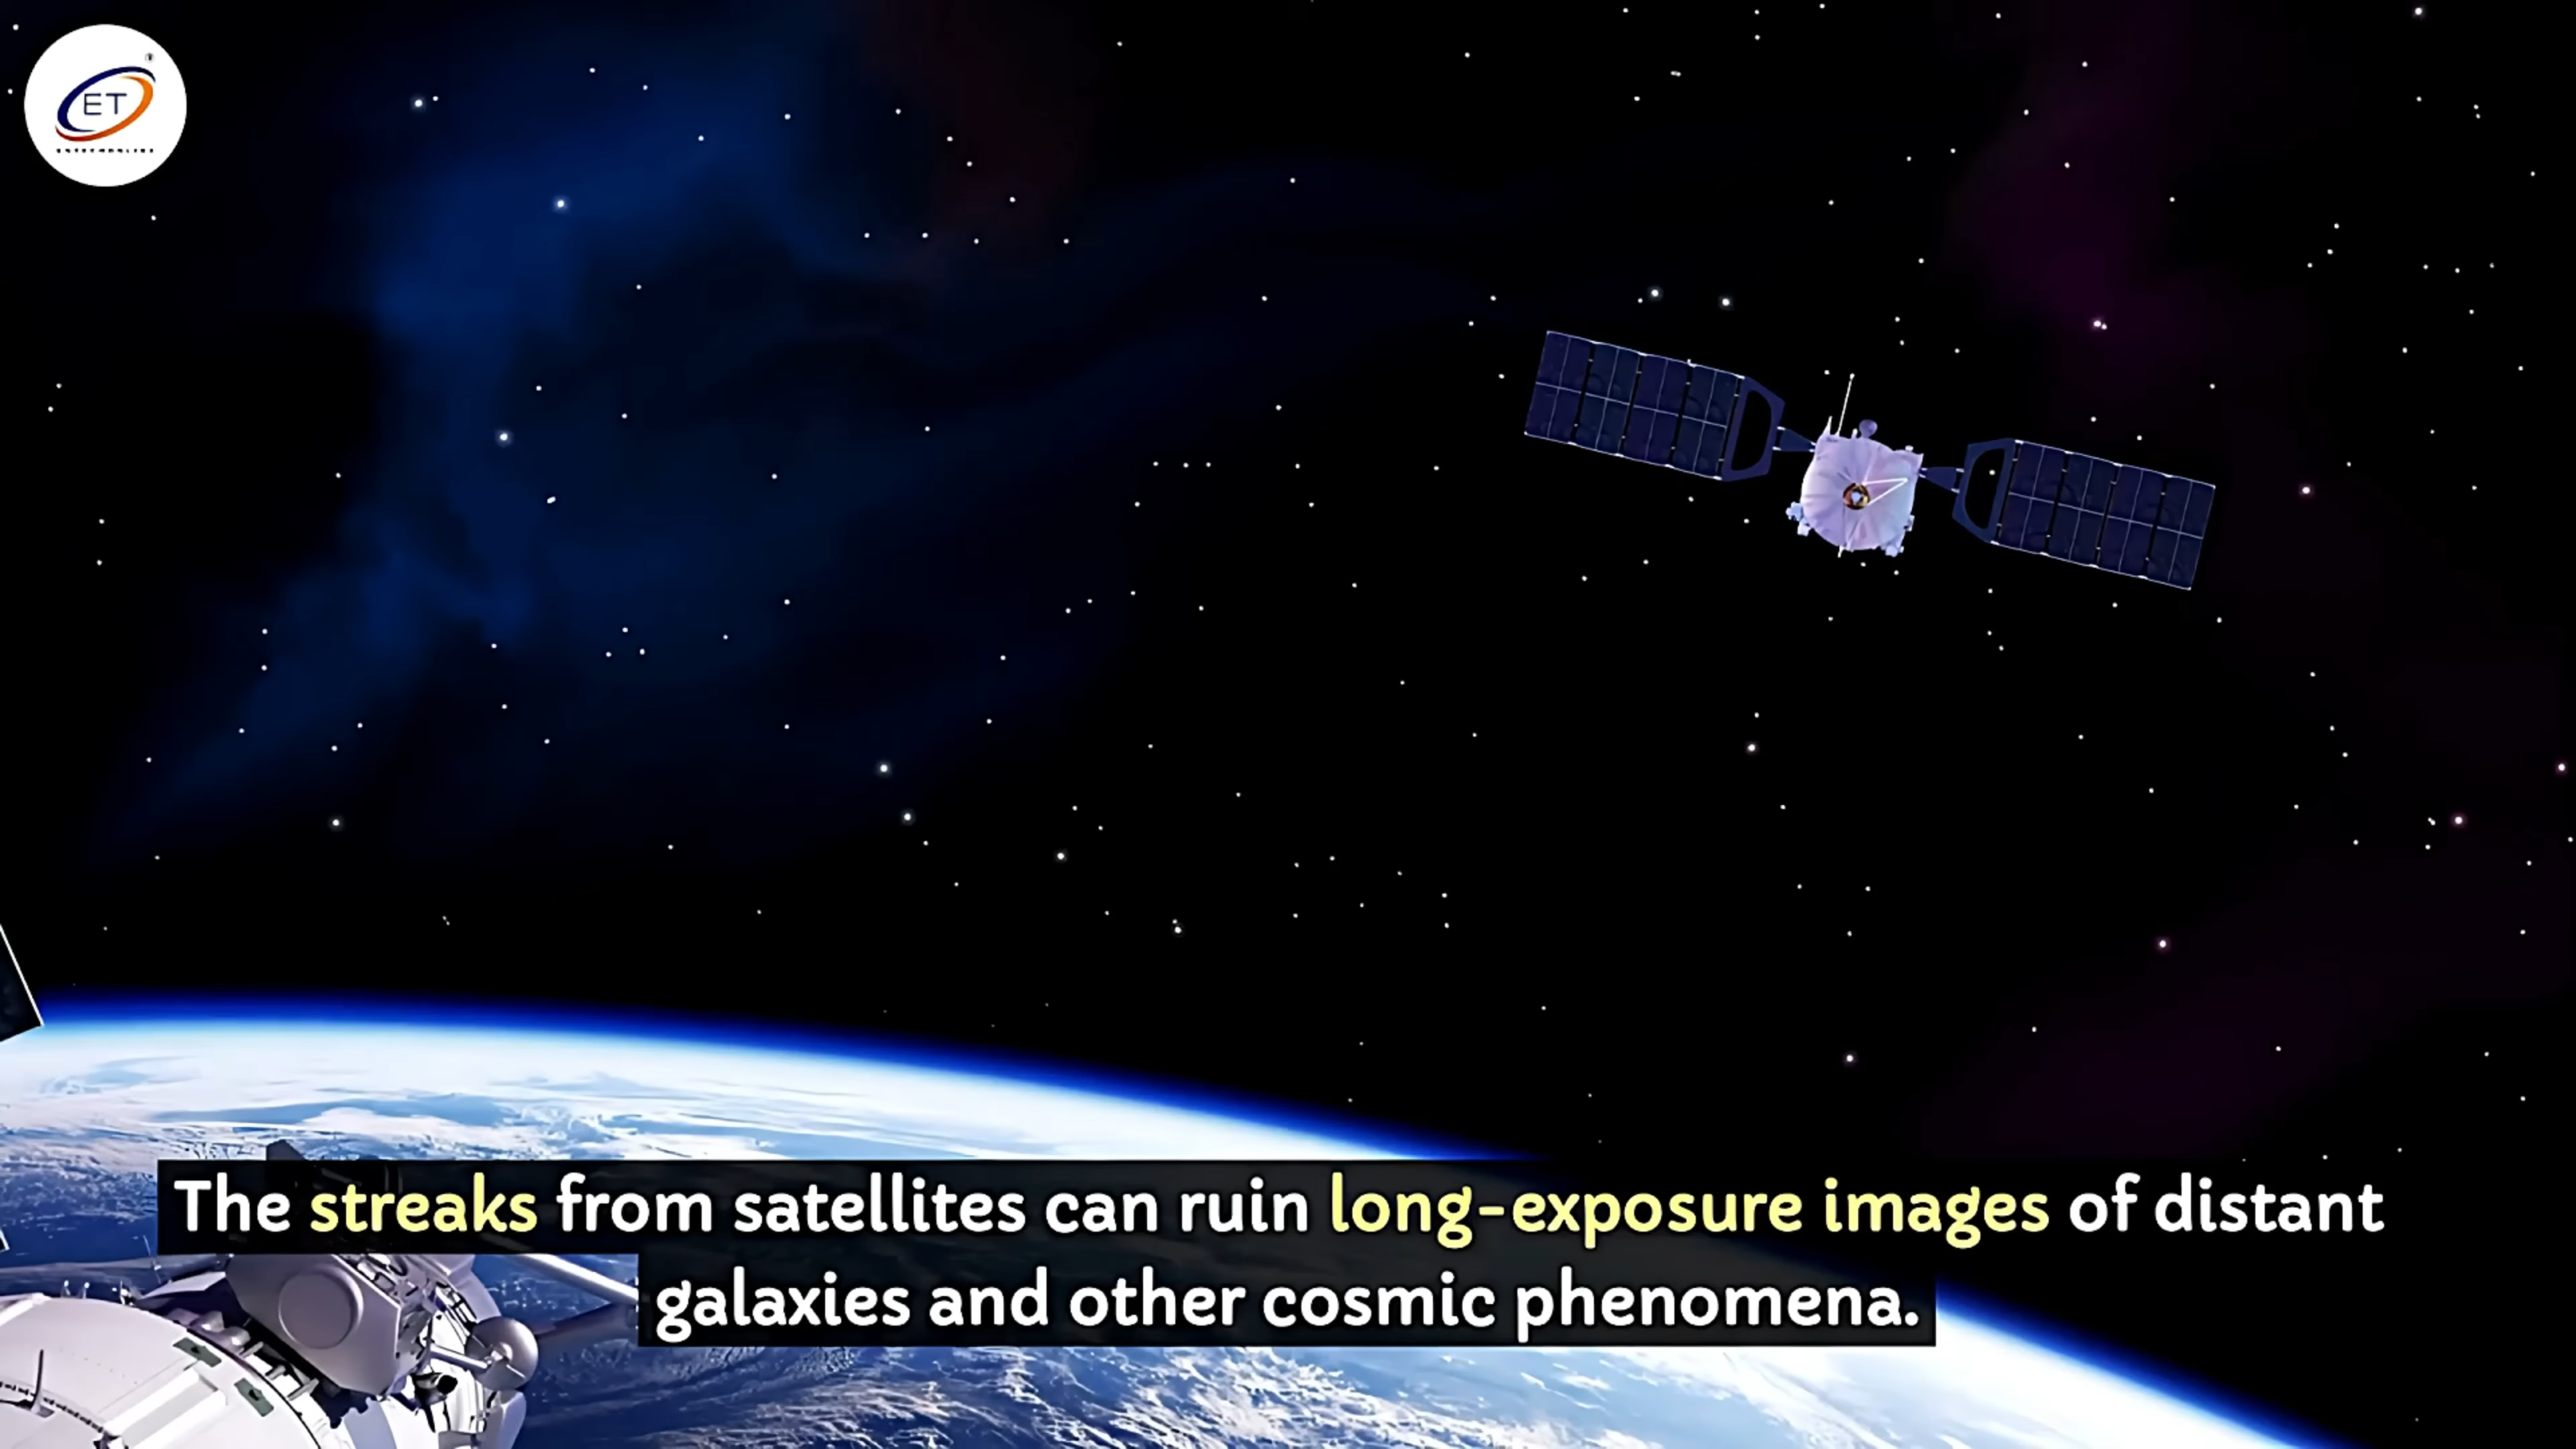 ET
The streaks from satellites can ruin long-exposure images of distant
galaxies and other cosmic phenomena.